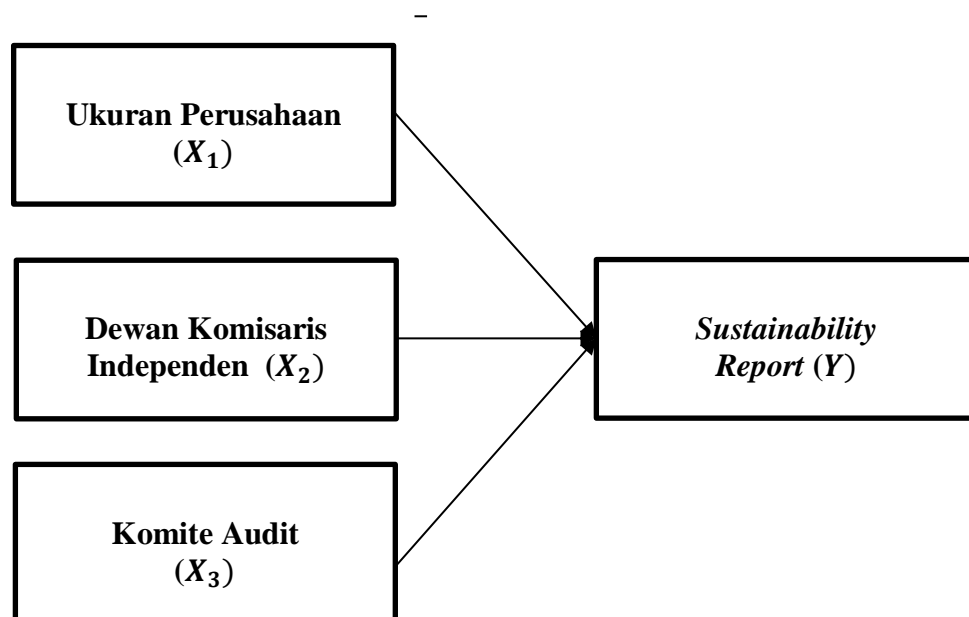 Ukuran Perusahaan
(X₁)
Dewan Komisaris
Independen (X₂)
Komite Audit
(X₃)
Sustainability
Report (Y)